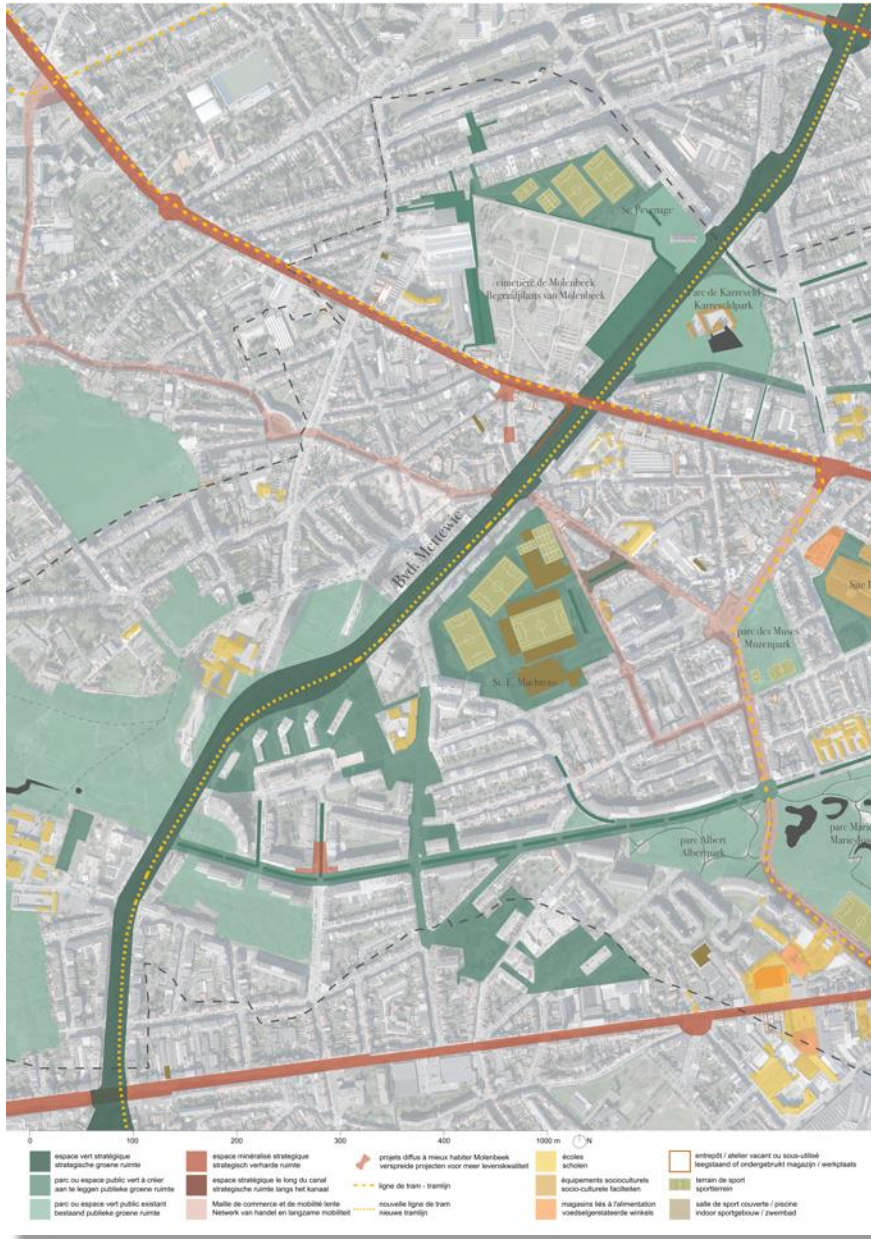 St. Pevenage
cimetière de Molenbeek
Begraafplaats van Molenbeek
Parc de Karreveld
Karreveldpark
Bvd. Mettewie
Site
parc des Muses
Muzenpark
St. E. Machtens
parc Albert
Albertpark
parc Marie
0 100 200 300 400 1000 m N
espace vert stratégique
strategische groene ruimte
parc ou espace public vert à créer
aan te leggen publieke groene ruimte
parc ou espace vert public existant
bestaand publieke groene ruimte
espace minéralisé strategique
strategisch verharde ruimte
espace stratégique le long du canal
strategische ruimte langs het kanaal
Maille de commerce et de mobilité lente
Netwerk van handel en langzame mobiliteit
projets diffus à mieux habiter Molenbeek
verspreide projecten voor meer levenskwaliteit
ligne de tram - tramlijn
nouvelle ligne de tram
nieuwe tramlijn
écoles
scholen
équipements socioculturels
socio-culturele faciliteiten
magasins liés à l'alimentation
voedselgerelateerde winkels
entrepôt / atelier vacant ou sous-utilisé
leegstaand of ondergebruikt magazijn / werkplaats
terrain de sport
sportterrein
salle de sport couverte / piscine
indoor sportgebouw / zwembad